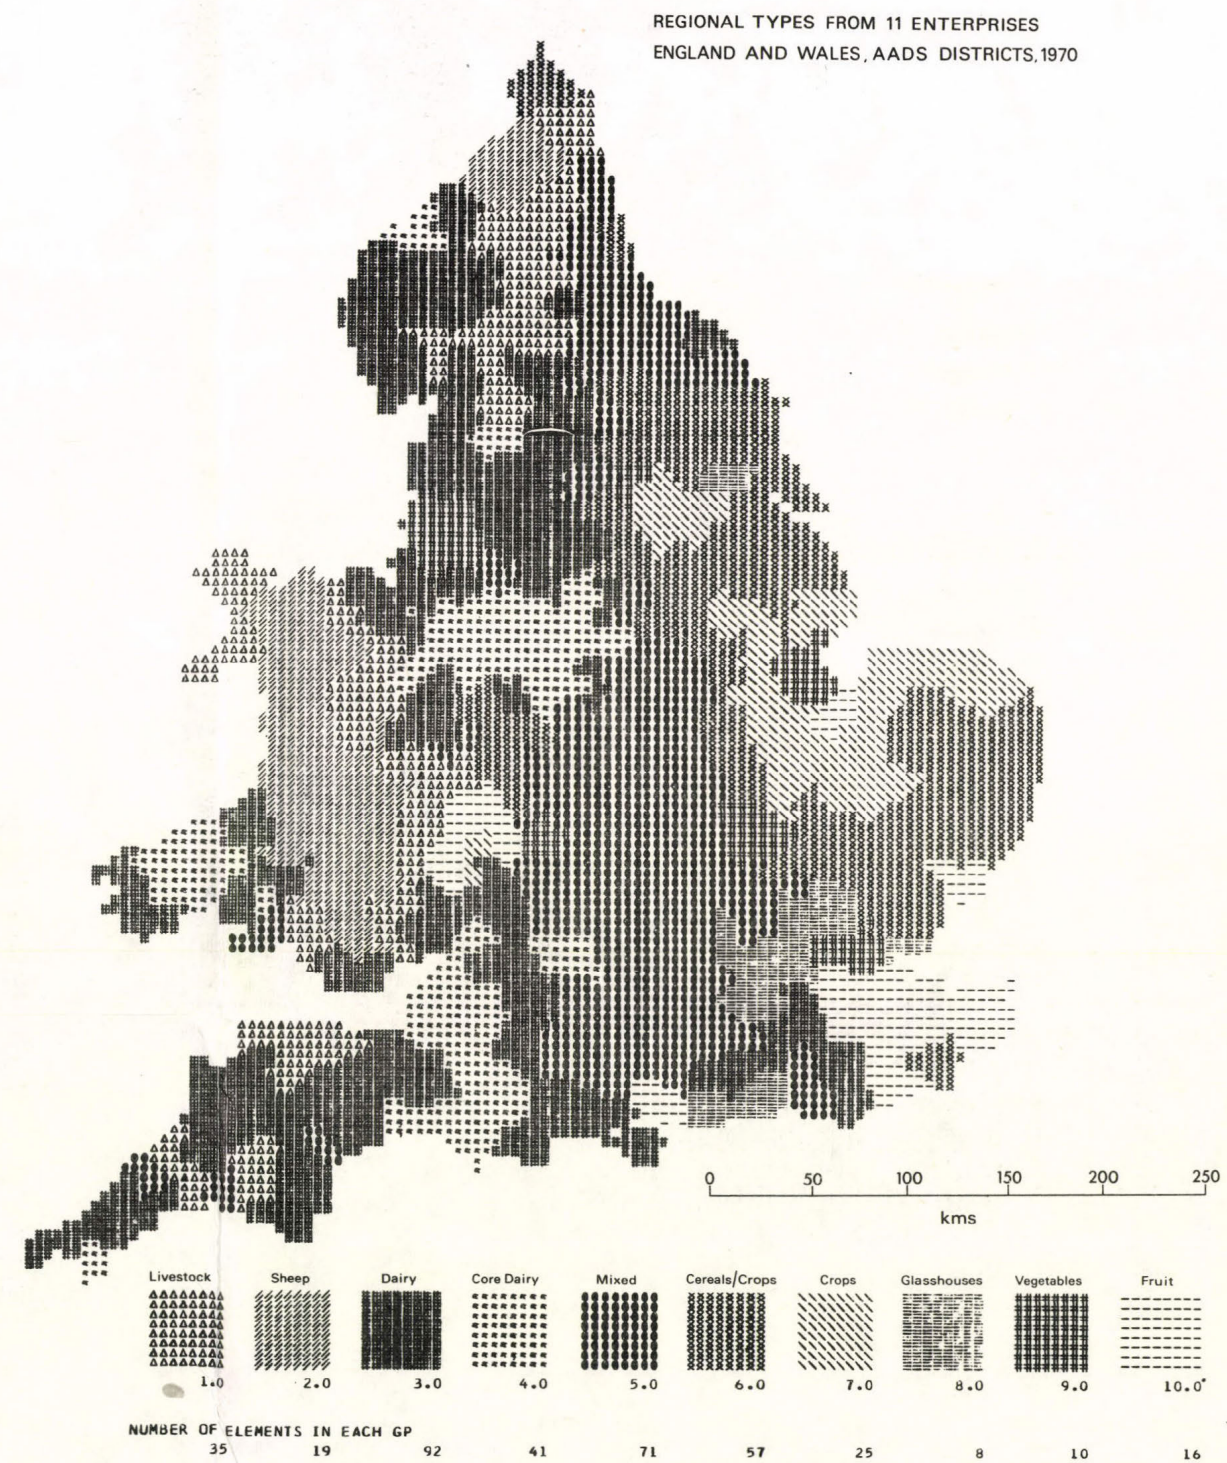 REGIONAL TYPES FROM 11 ENTERPRISES
ENGLAND AND WALES, AADS DISTRICTS, 1970
0 50 100 150 200 250
kms
Livestock Sheep Dairy Core Dairy Mixed Cereals/Crops Crops Glasshouses Vegetables Fruit
1.0 2.0 3.0 4.0 5.0 6.0 7.0 8.0 9.0 10.0
NUMBER OF ELEMENTS IN EACH GP
35 19 92 41 71 57 25 8 10 16